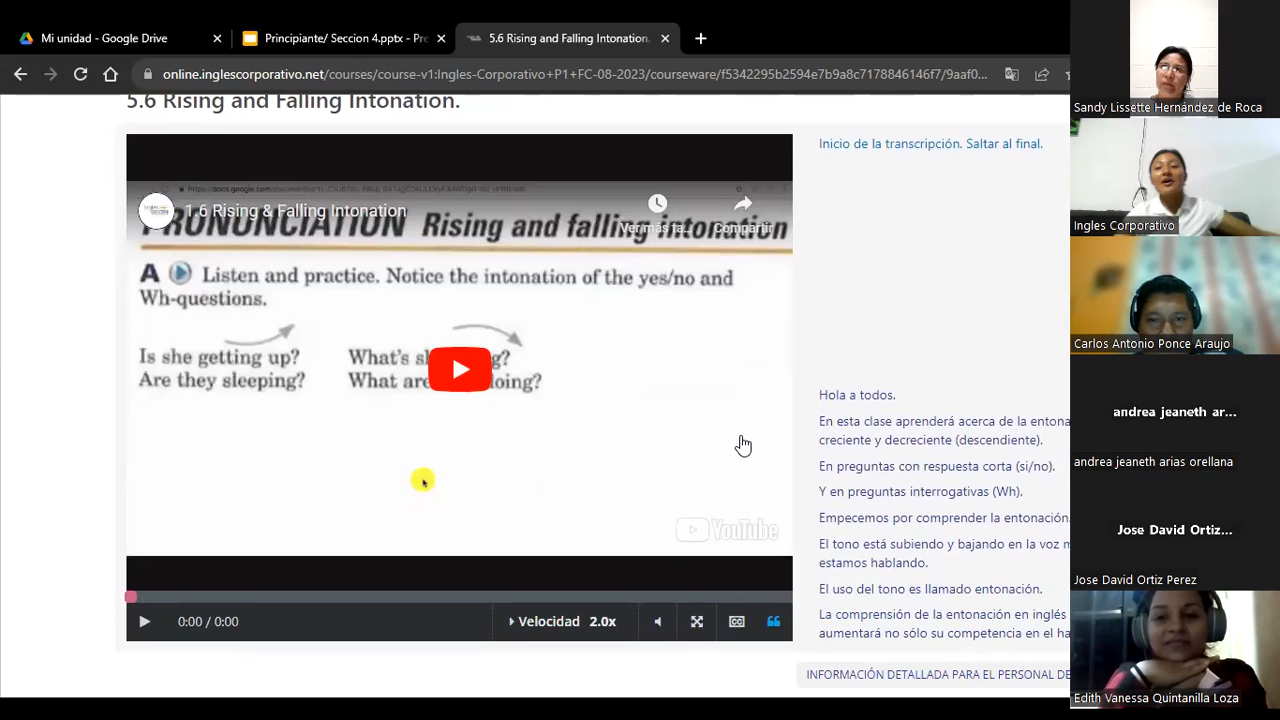 Mi unidad - Google Drive
Principiante/ Seccion 4.pptx - Pre
5.6 Rising and Falling Intonation.
online.inglescorporativo.net/courses/course-v1:Ingles-Corporativo+P1+FC-08-2023/courseware/f5342295b2594e7b9a8c7178846146f7/9aaf0...
5.6 Rising and Falling Intonation.
Inicio de la transcripción. Saltar al final.
1.6 Rising & Falling Intonation
Ver más ta...
Compartir
PRONUNCIATION Rising and falling intonation
A Listen and practice. Notice the intonation of the yes/no and
Wh-questions.
Is she getting up?
What's
Are they sleeping?
What are
YouTube
Hola a todos.
En esta clase aprenderá acerca de la entona
creciente y decreciente (descendiente).
En preguntas con respuesta corta (si/no).
Y en preguntas interrogativas (Wh).
Empecemos por comprender la entonación.
El tono está subiendo y bajando en la voz m
estamos hablando.
El uso del tono es llamado entonación.
La comprensión de la entonación en inglés
aumentará no sólo su competencia en el ha
0:00 / 0:00
Velocidad 2.0x
INFORMACIÓN DETALLADA PARA EL PERSONAL DE
Sandy Lissette Hernández de Roca
Ingles Corporativo
Carlos Antonio Ponce Araujo
andrea jeaneth ar...
andrea jeaneth arias orellana
Jose David Ortiz...
Jose David Ortiz Perez
Edith Vanessa Quintanilla Loza